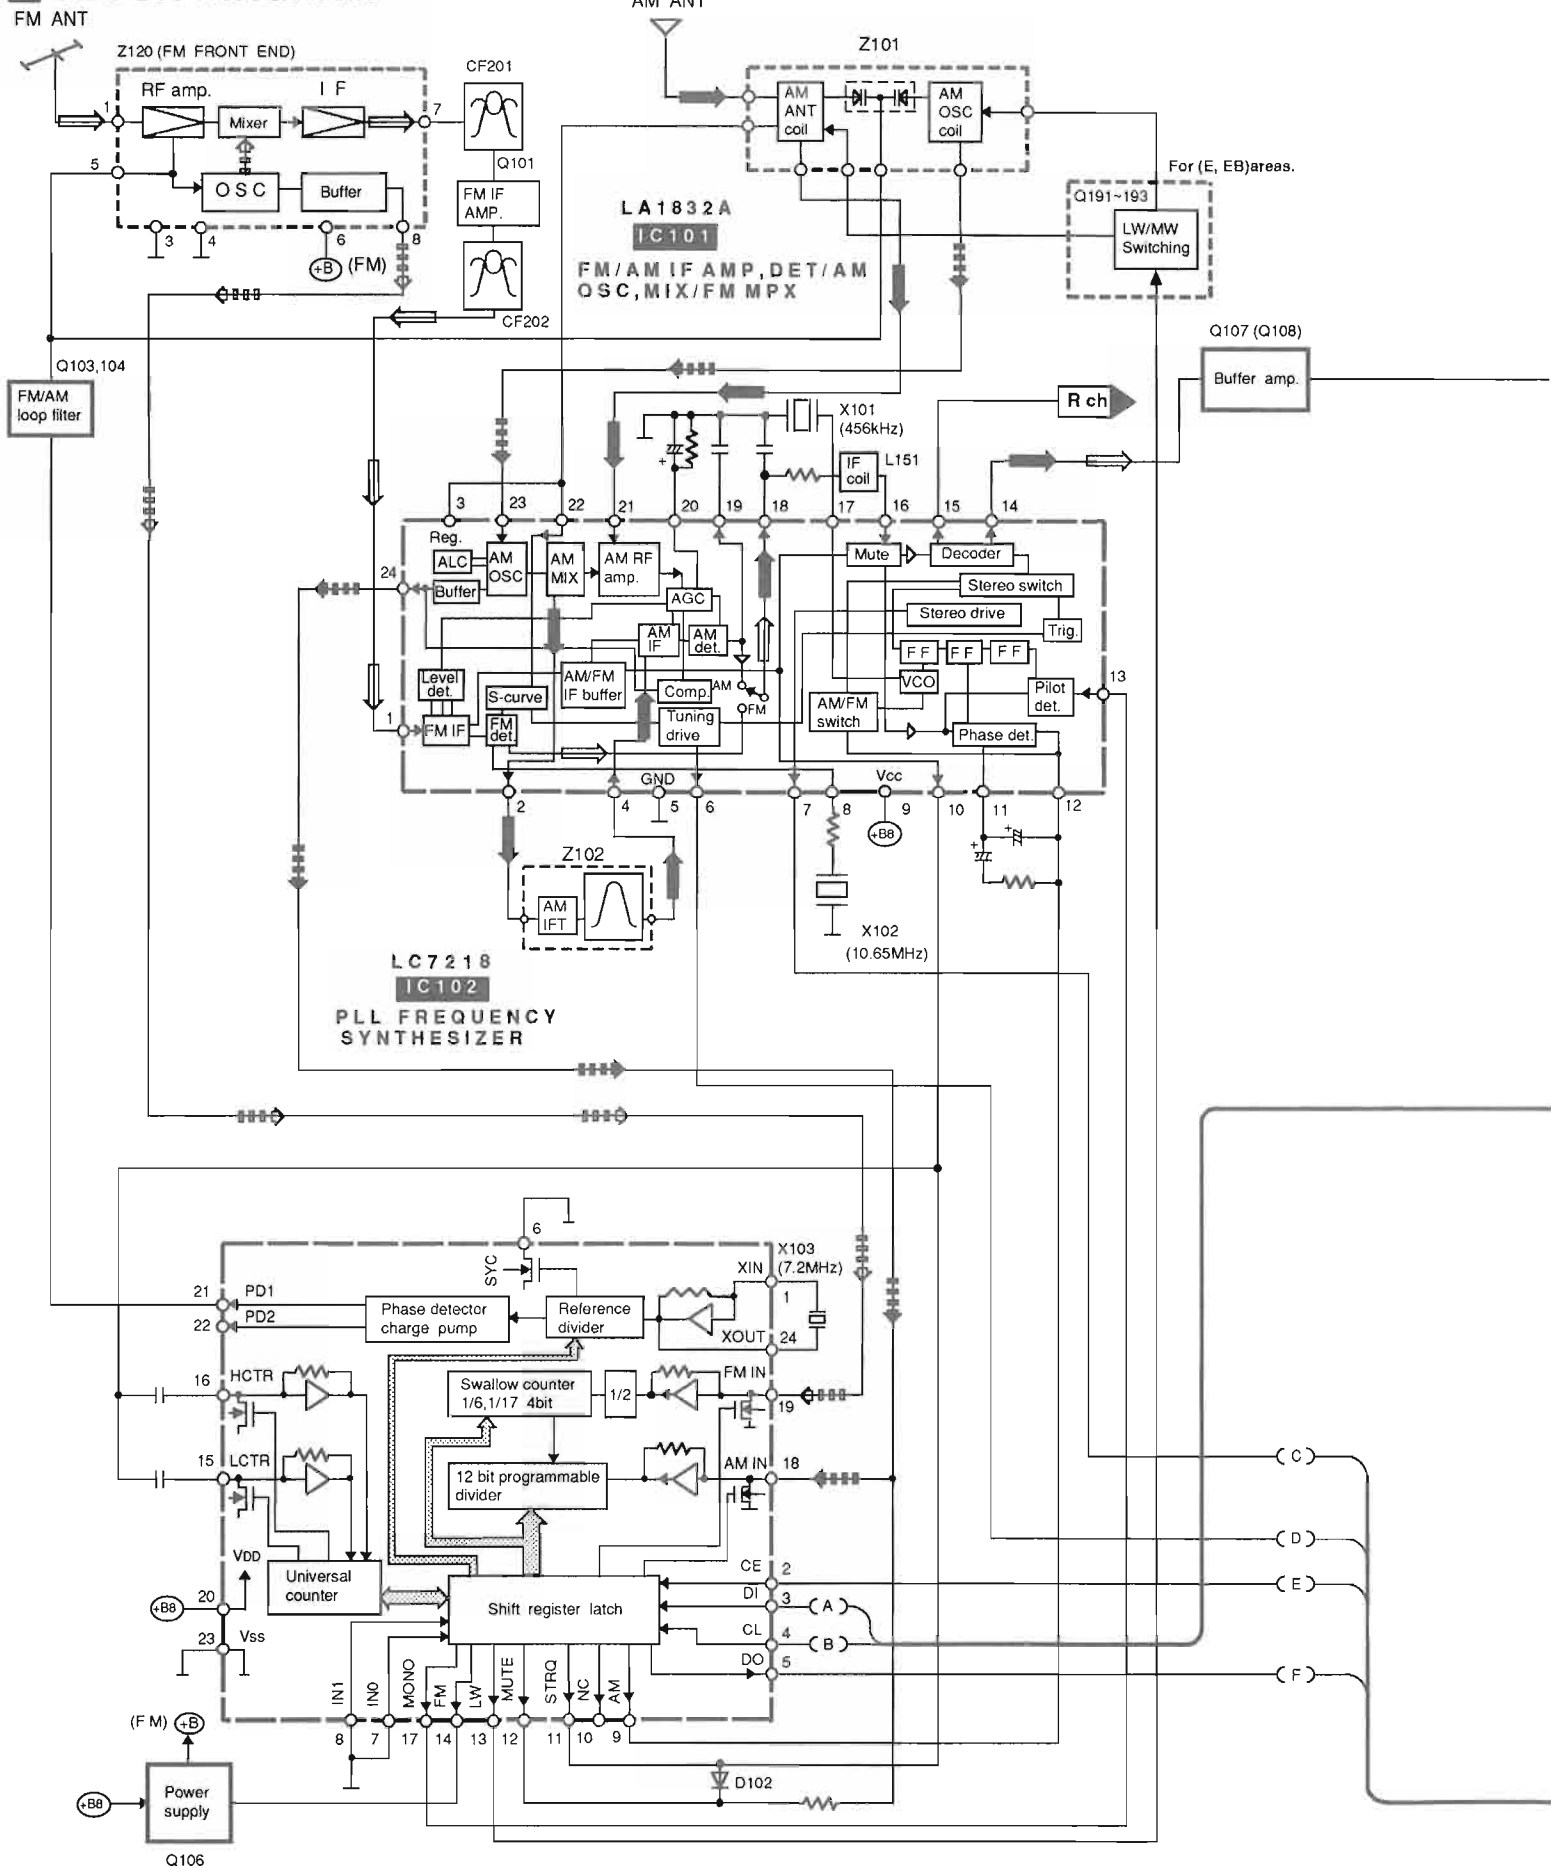 FM ANT
AM ANT
Z120 (FM FRONT END)
RF amp.
I F
Mixer
O S C
Buffer
1
7
5
3
4
6
8
+B
(FM)
CF201
Q101
FM IF
AMP.
CF202
Z101
AM
ANT
coil
AM
OSC
coil
For (E, EB)areas.
Q191~193
LW/MW
Switching
LA1832A
IC101
FM/AM IF AMP, DET/AM
OSC, MIX/FM MPX
Q107 (Q108)
Buffer amp.
Q103,104
FM/AM
loop filter
R ch
X101
(456kHz)
IF
coil
L151
3
23
22
21
20
19
18
17
16
15
14
+
Reg.
ALC
AM
OSC
AM
MIX
AM RF
amp.
Mute
Decoder
24
Buffer
AGC
Stereo switch
Stereo drive
Trig.
AM
IF
AM
det.
F F
F F
F F
Level
det.
S-curve
AM/FM
IF buffer
Comp.
AM
FM
VCO
Pilot
det.
13
1
FM IF
FM
det.
Tuning
drive
AM/FM
switch
Phase det.
GND
Vcc
2
4
5
6
7
8
9
10
11
12
+B8
+
+
Z102
AM
IFT
X102
(10.65MHz)
LC7218
IC102
PLL FREQUENCY
SYNTHESIZER
6
SYC
X103
(7.2MHz)
XIN
1
21
PD1
22
PD2
Phase detector
charge pump
Reference
divider
XOUT
24
16
HCTR
Swallow counter
1/6,1/17 4bit
1/2
FM IN
19
15
LCTR
12 bit programmable
divider
AM IN
18
C
D
VDD
20
+B8
23
Vss
Universal
counter
Shift register latch
CE
2
E
DI
3
A
CL
4
B
DO
5
F
IN1
IN0
MONO
FM
LW
MUTE
STRQ
NC
AM
8
7
17
14
13
12
11
10
9
(FM)
+B
+B8
Power
supply
Q106
D102